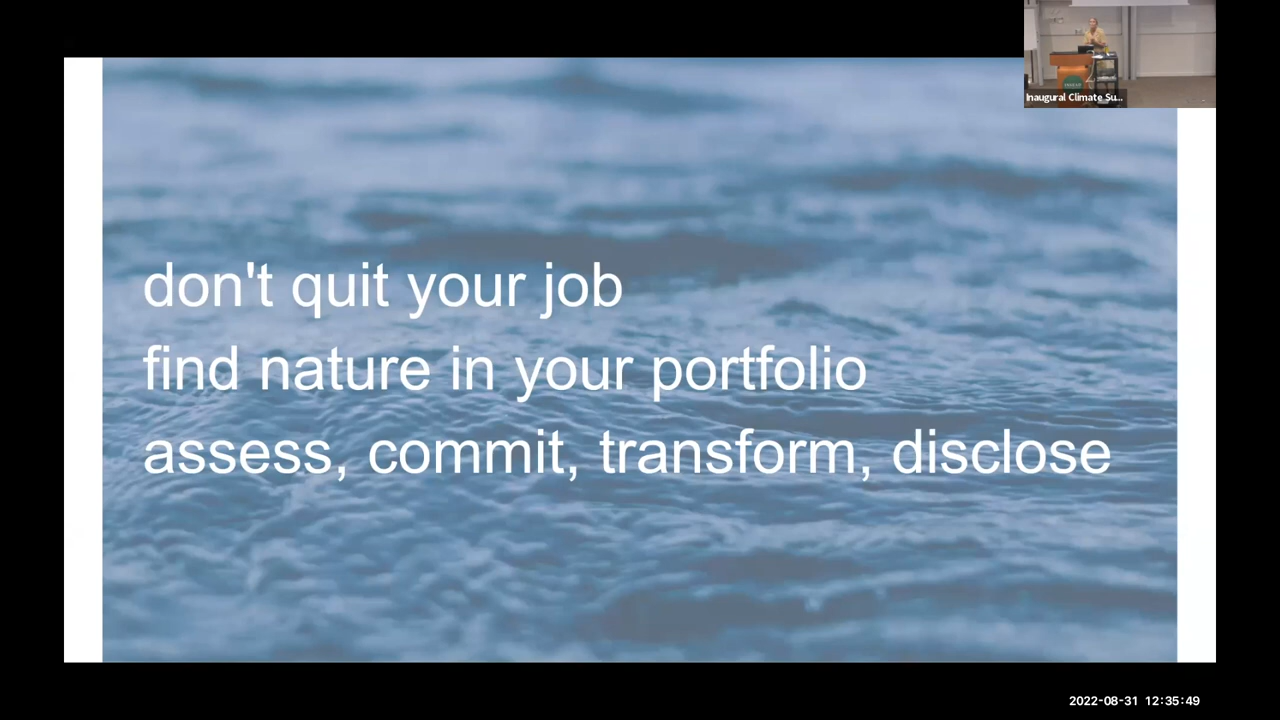 Inaugural Climate Su...
don't quit your job
find nature in your portfolio
assess, commit, transform, disclose
2022-08-31 12:35:49